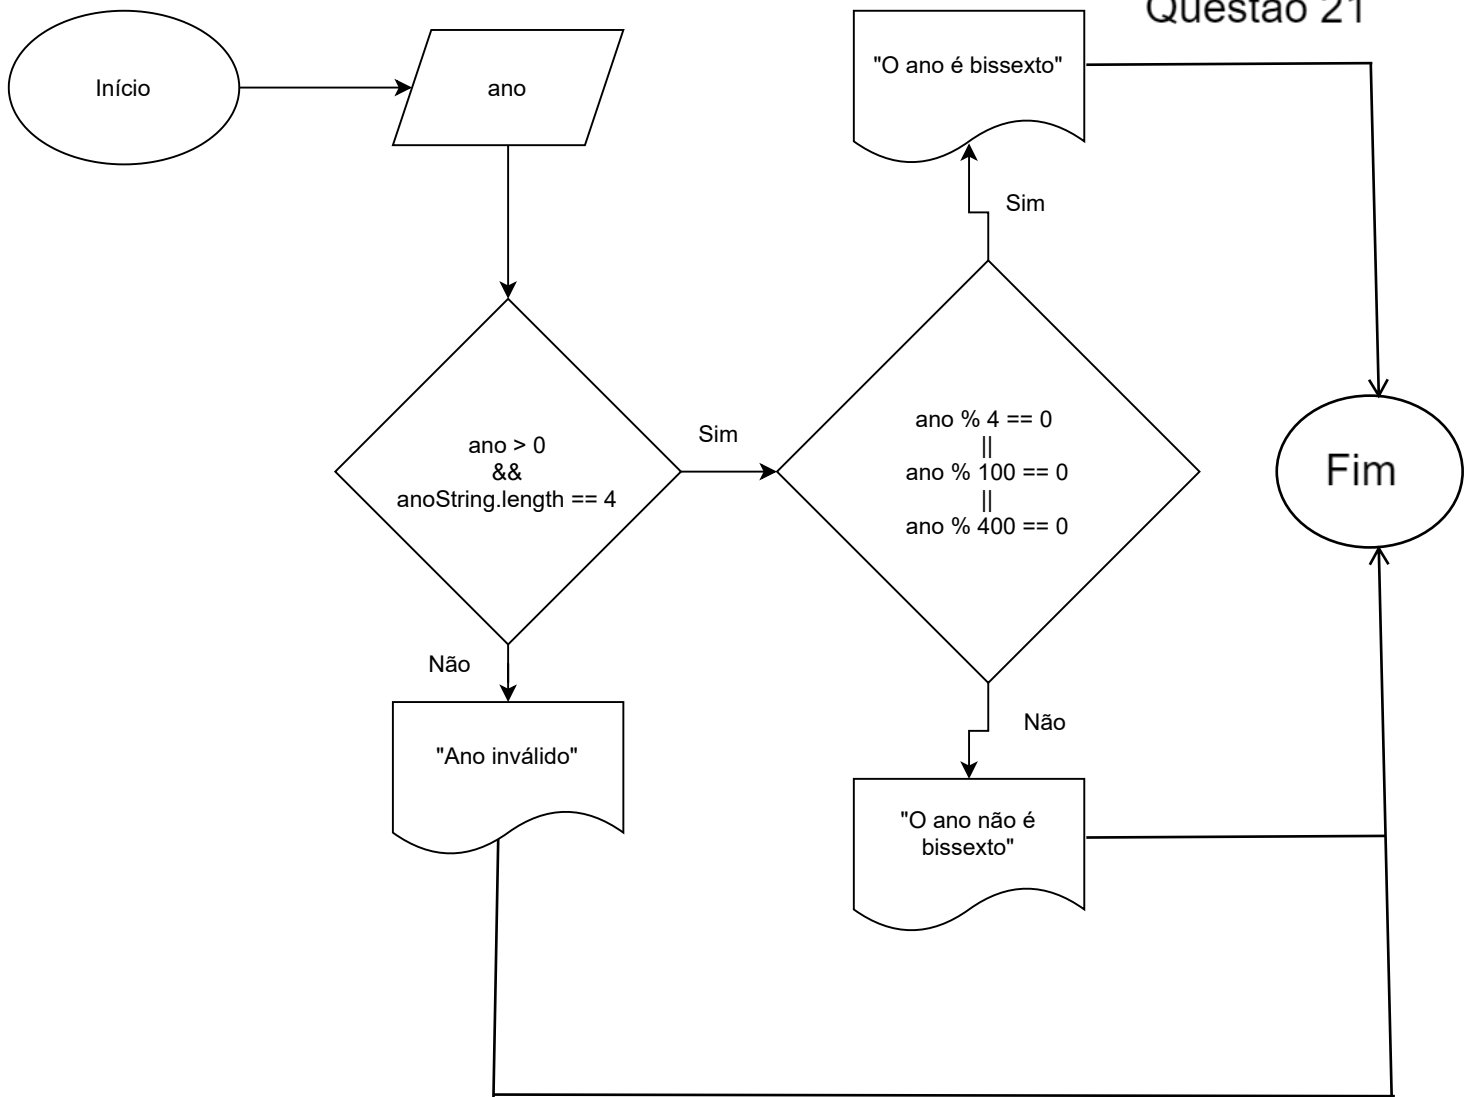 Questão 21
Início
ano
"O ano é bissexto"
Sim
ano > 0
&&
anoString.length == 4
Sim
ano % 4 == 0
||
ano % 100 == 0
||
ano % 400 == 0
Fim
Não
"Ano inválido"
Não
"O ano não é
bissexto"